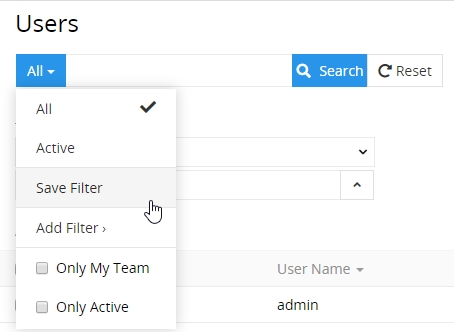 Users
All
Search
Reset
All
Active
Save Filter
Add Filter ›
Only My Team
User Name
Only Active
admin